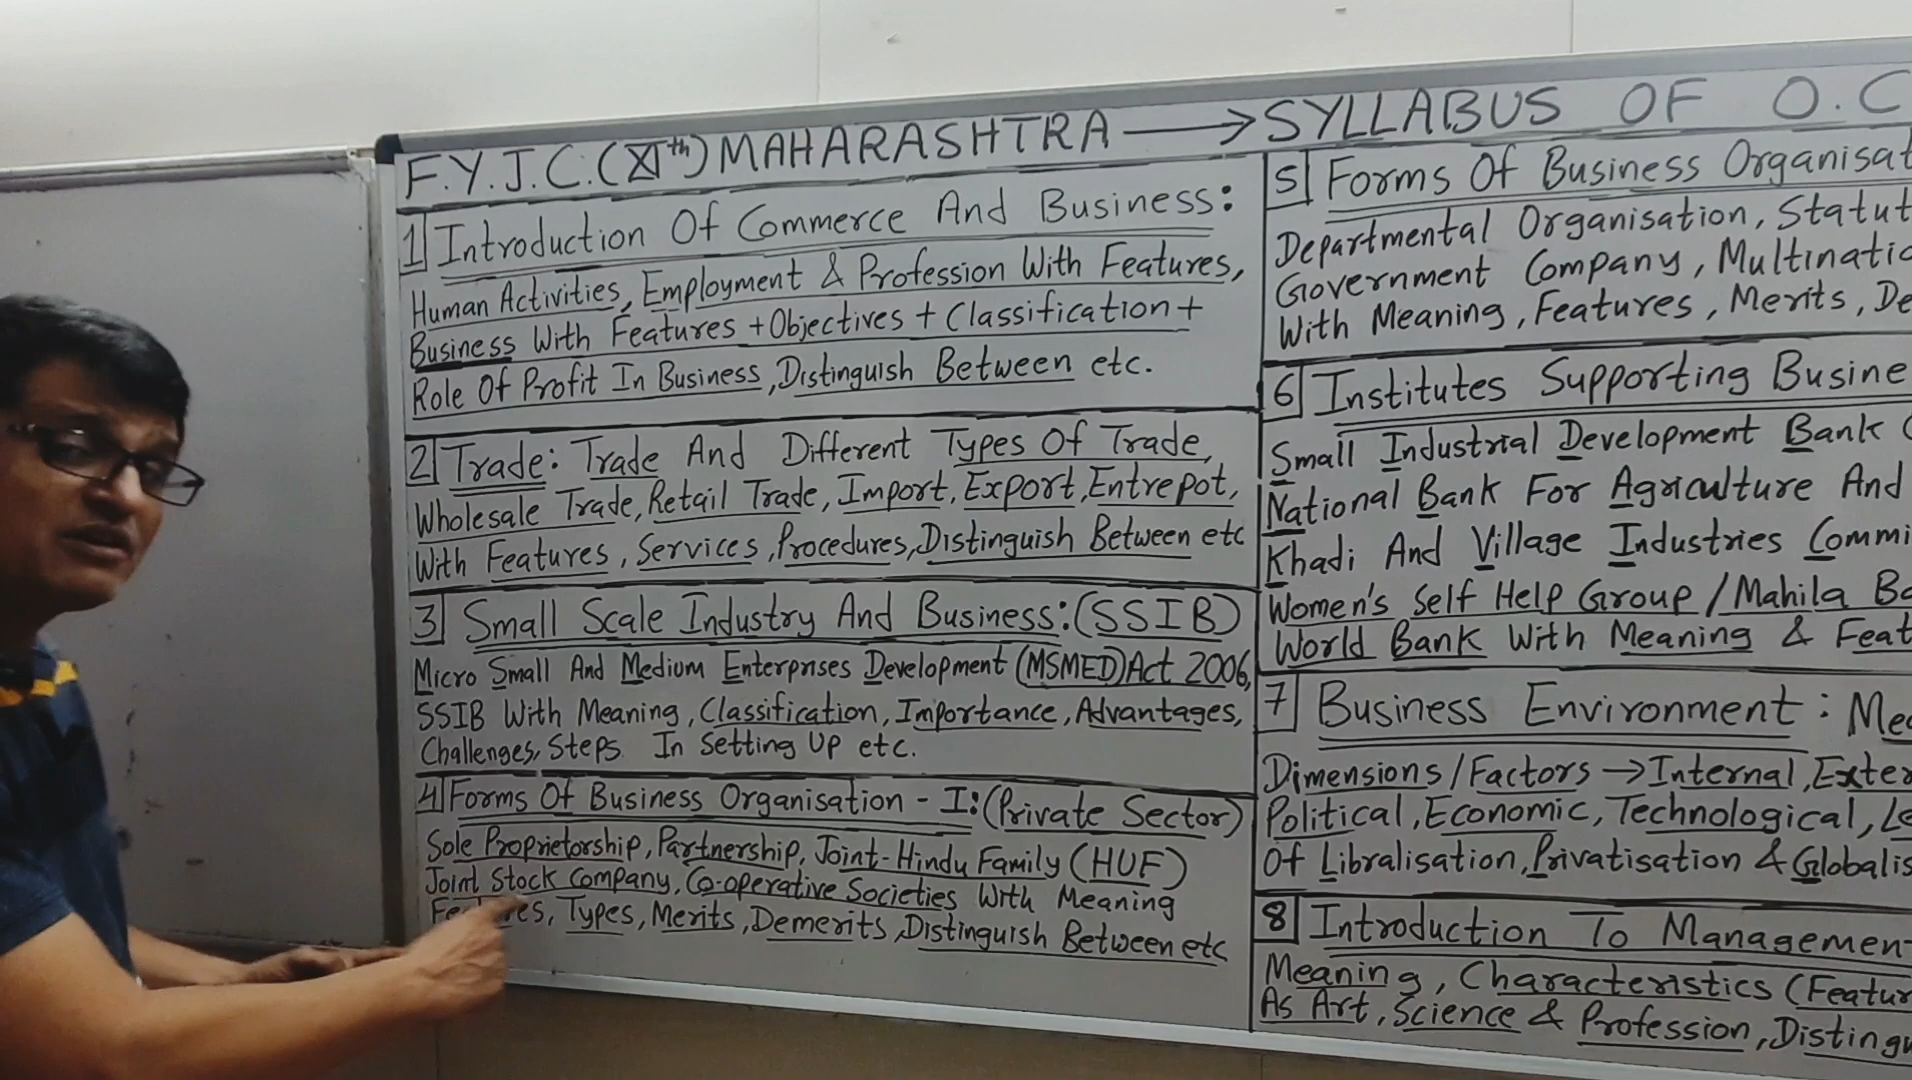 F.Y.J.C.(XIth) MAHARASHTRA → SYLLABUS OF O.C
1 Introduction Of Commerce And Business:
Human Activities, Employment & Profession With Features,
Business With Features + Objectives + Classification +
Role Of Profit In Business, Distinguish Between etc.
2 Trade: Trade And Different Types Of Trade,
Wholesale Trade, Retail Trade, Import, Export, Entrepot,
With Features, Services, Procedures, Distinguish Between etc
3 Small Scale Industry And Business: (SSIB)
Micro Small And Medium Enterprises Development (MSMED) Act 2006,
SSIB With Meaning, Classification, Importance, Advantages,
Challenges, Steps In Setting Up etc.
4 Forms Of Business Organisation - I: (Private Sector)
Sole Proprietorship, Partnership, Joint-Hindu Family (HUF)
Joint Stock Company, Co-operative Societies With Meaning
Types, Merits, Demerits, Distinguish Between etc
5 Forms Of Business Organisat
Departmental Organisation, Statut
Government Company, Multinatio
With Meaning, Features, Merits, De
6 Institutes Supporting Busine
Small Industrial Development Bank
National Bank For Agriculture And
Khadi And Village Industries Commi
Women's Self Help Group / Mahila Ba
World Bank With Meaning & Feat
7 Business Environment: Mea
Dimensions / Factors → Internal, Exter
Political, Economic, Technological, Le
Of Libralisation, Privatisation & Globalis
8 Introduction To Managemen
Meaning, Characteristics (Featur
As Art, Science & Profession, Distingu